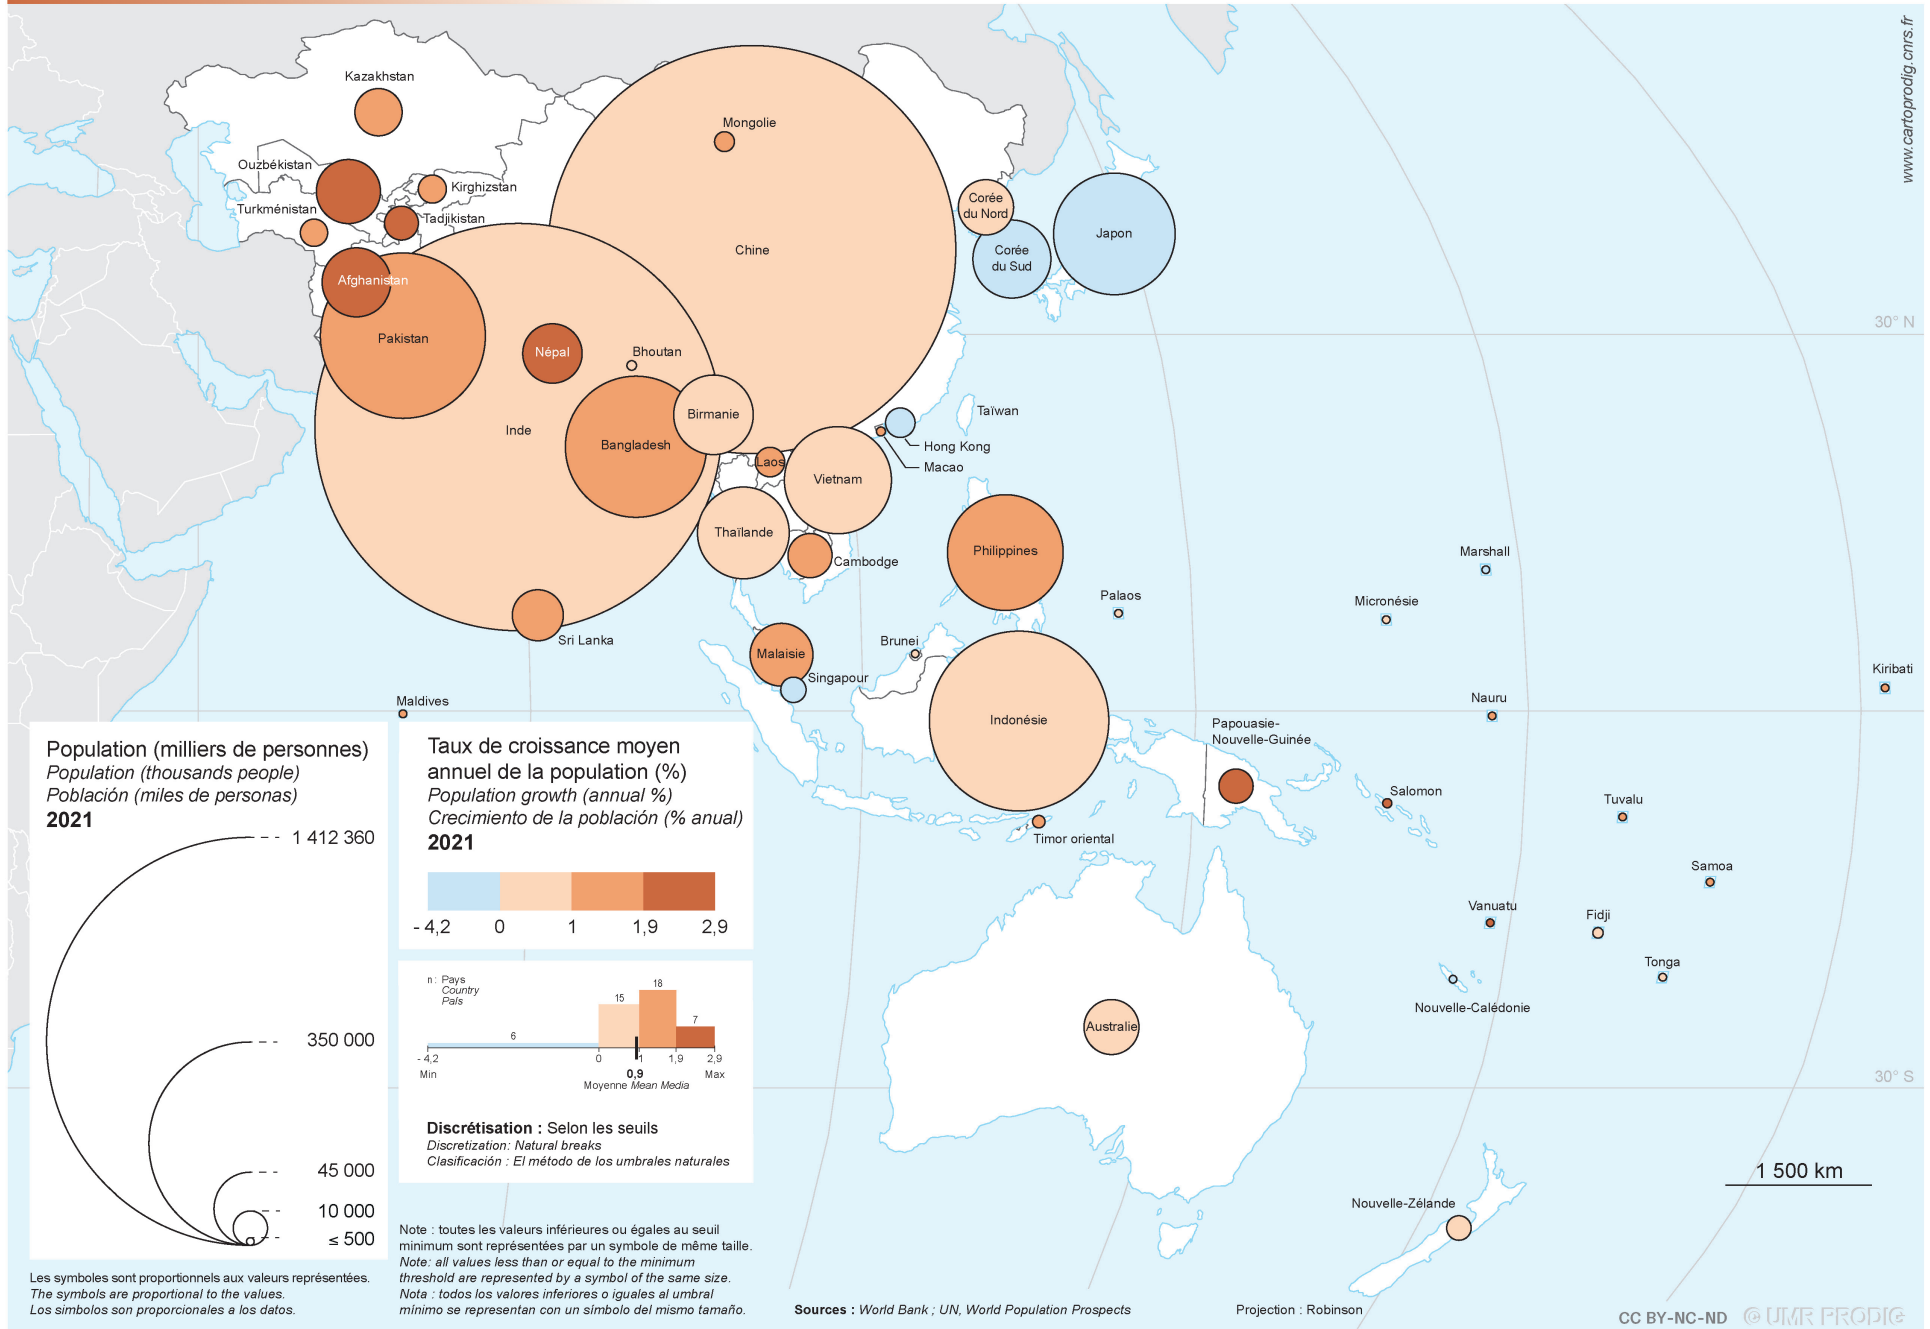 www.cartoprodig.cnrs.fr
Kazakhstan
Mongolie
Ouzbékistan
Kirghizstan
Turkménistan
Tadjikistan
Corée
du Nord
Japon
Chine
Corée
du Sud
Afghanistan
Pakistan
30° N
Népal
Bhoutan
Birmanie
Taïwan
Inde
Bangladesh
Hong Kong
Laos
Macao
Vietnam
Thaïlande
Cambodge
Philippines
Marshall
Palaos
Micronésie
Sri Lanka
Brunei
Malaisie
Singapour
Kiribati
Maldives
Nauru
Indonésie
Papouasie-
Nouvelle-Guinée
Salomon
Tuvalu
Timor oriental
Samoa
Vanuatu
Fidji
Tonga
Nouvelle-Calédonie
Australie
30° S
Nouvelle-Zélande
1 500 km
Population (milliers de personnes)
Population (thousands people)
Población (miles de personas)
2021
1 412 360
350 000
45 000
10 000
≤ 500
Les symboles sont proportionnels aux valeurs représentées.
The symbols are proportional to the values.
Los simbolos son proporcionales a los datos.
Taux de croissance moyen
annuel de la population (%)
Population growth (annual %)
Crecimiento de la población (% anual)
2021
- 4,2 0 1 1,9 2,9
n : Pays
Country
País
6 15 18 7
- 4,2 0 1 1,9 2,9
Min 0,9 Max
Moyenne Mean Media
Discrétisation : Selon les seuils
Discretization: Natural breaks
Clasificación : El método de los umbrales naturales
Note : toutes les valeurs inférieures ou égales au seuil
minimum sont représentées par un symbole de même taille.
Note: all values less than or equal to the minimum
threshold are represented by a symbol of the same size.
Nota : todos los valores inferiores o iguales al umbral
mínimo se representan con un símbolo del mismo tamaño.
Sources : World Bank ; UN, World Population Prospects
Projection : Robinson
CC BY-NC-ND © UMR PRODIG